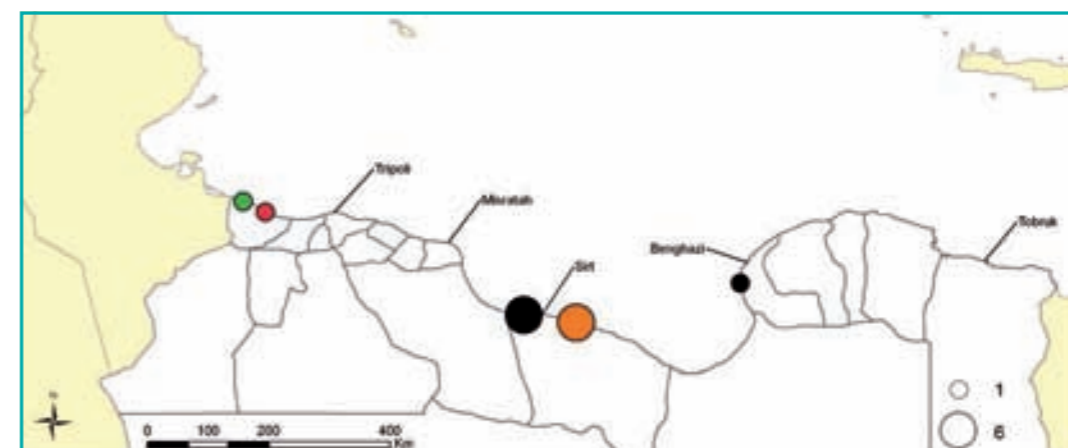 Tripoli
Misratah
Sirt
Benghazi
Tobruk
N
1
6
0 100 200 400
Km